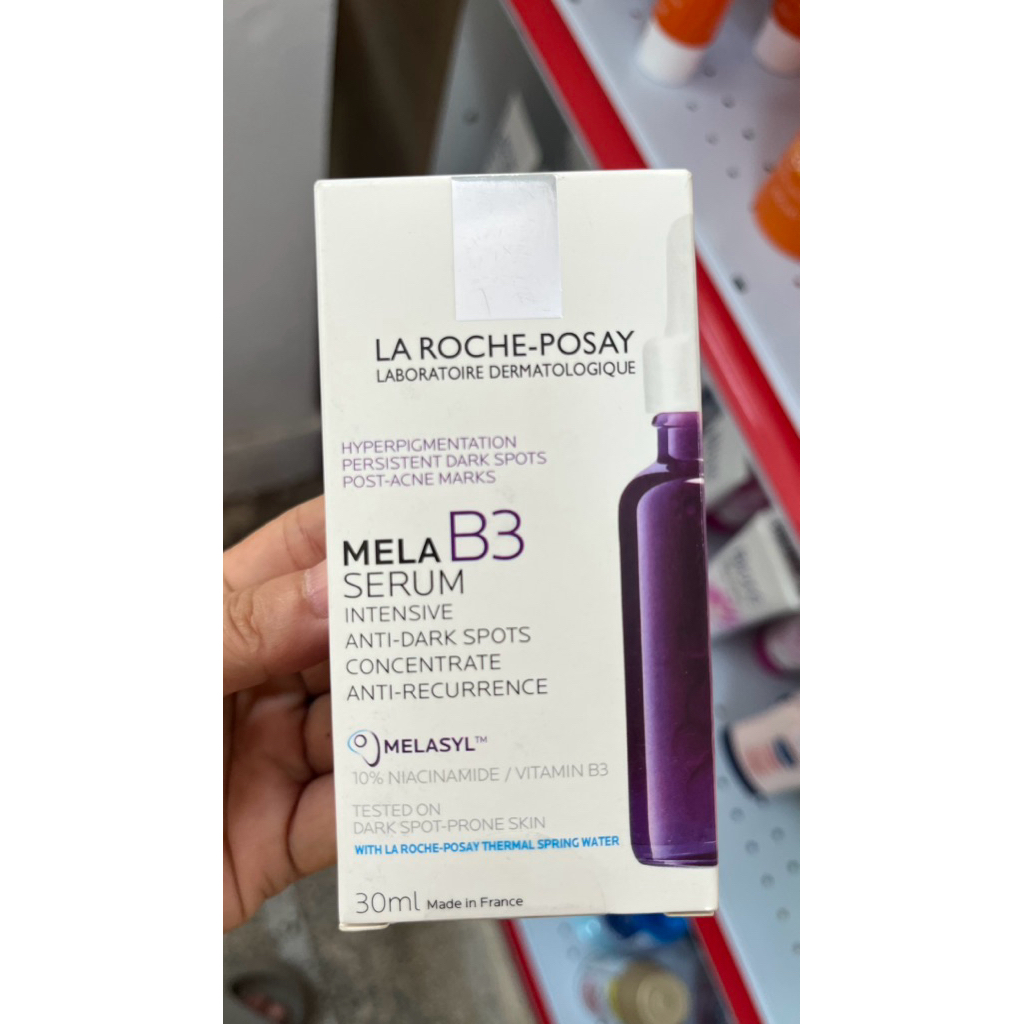 LA ROCHE-POSAY
LABORATOIRE DERMATOLOGIQUE
HYPERPIGMENTATION
PERSISTENT DARK SPOTS
POST-ACNE MARKS
MELA B3
SERUM
INTENSIVE
ANTI-DARK SPOTS
CONCENTRATE
ANTI-RECURRENCE
MELASYL™
10% NIACINAMIDE / VITAMIN B3
TESTED ON
DARK SPOT-PRONE SKIN
WITH LA ROCHE-POSAY THERMAL SPRING WATER
30ml Made in France